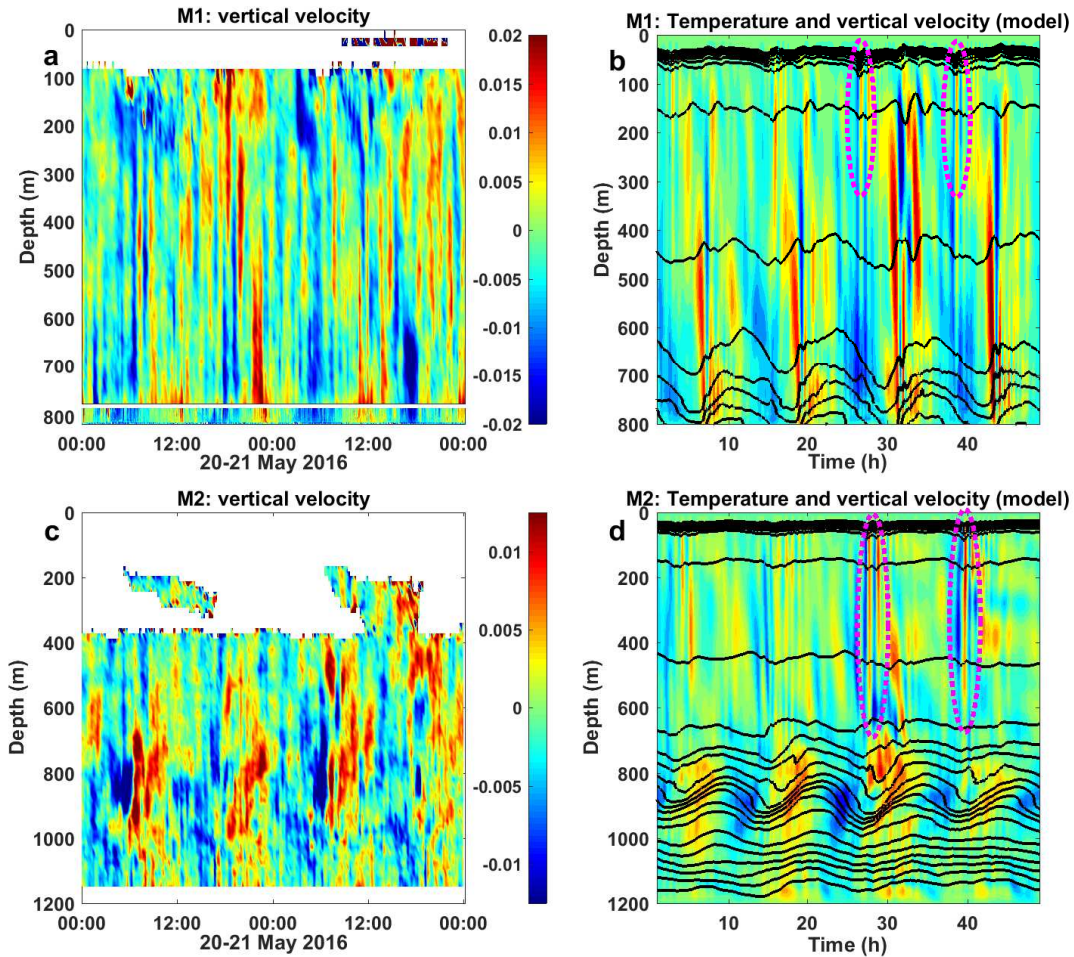 M1: vertical velocity
a
0
100
200
300
400
500
600
700
800
Depth (m)
00:00 12:00 00:00 12:00 00:00
20-21 May 2016
0.02
0.015
0.01
0.005
0
-0.005
-0.01
-0.015
-0.02
M1: Temperature and vertical velocity (model)
b
0
100
200
300
400
500
600
700
800
Depth (m)
10 20 30 40
Time (h)
M2: vertical velocity
c
0
200
400
600
800
1000
1200
Depth (m)
00:00 12:00 00:00 12:00 00:00
20-21 May 2016
0.01
0.005
0
-0.005
-0.01
M2: Temperature and vertical velocity (model)
d
0
200
400
600
800
1000
1200
Depth (m)
10 20 30 40
Time (h)